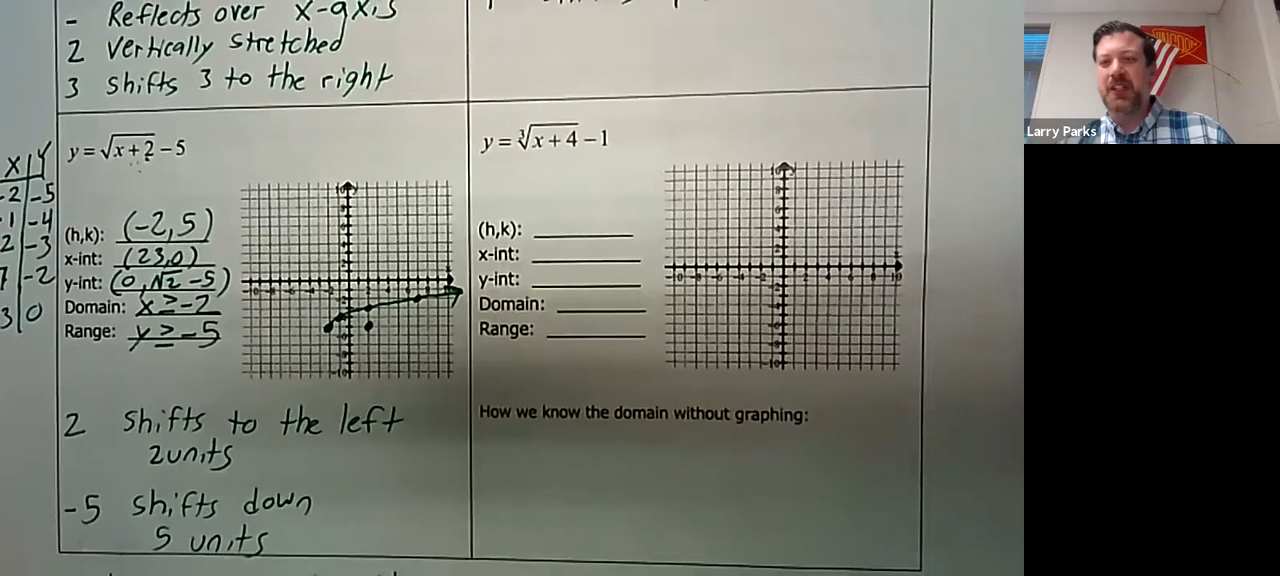 - Reflects over x-axis
2 Vertically stretched
3 shifts 3 to the right
KINGDOM
Larry Parks
y = √x+2 - 5
y = ∛x+4 - 1
X | Y
-2 | -5
-1 | -4
2 | -3
7 | -2
3 | 0
(h,k): (-2,5)
x-int: (23,0)
y-int: (0,√2 -5)
Domain: x ≥ -2
Range: y ≥ -5
(h,k):
x-int:
y-int:
Domain:
Range:
2 shifts to the left
2 units
-5 shifts down
5 units
How we know the domain without graphing: